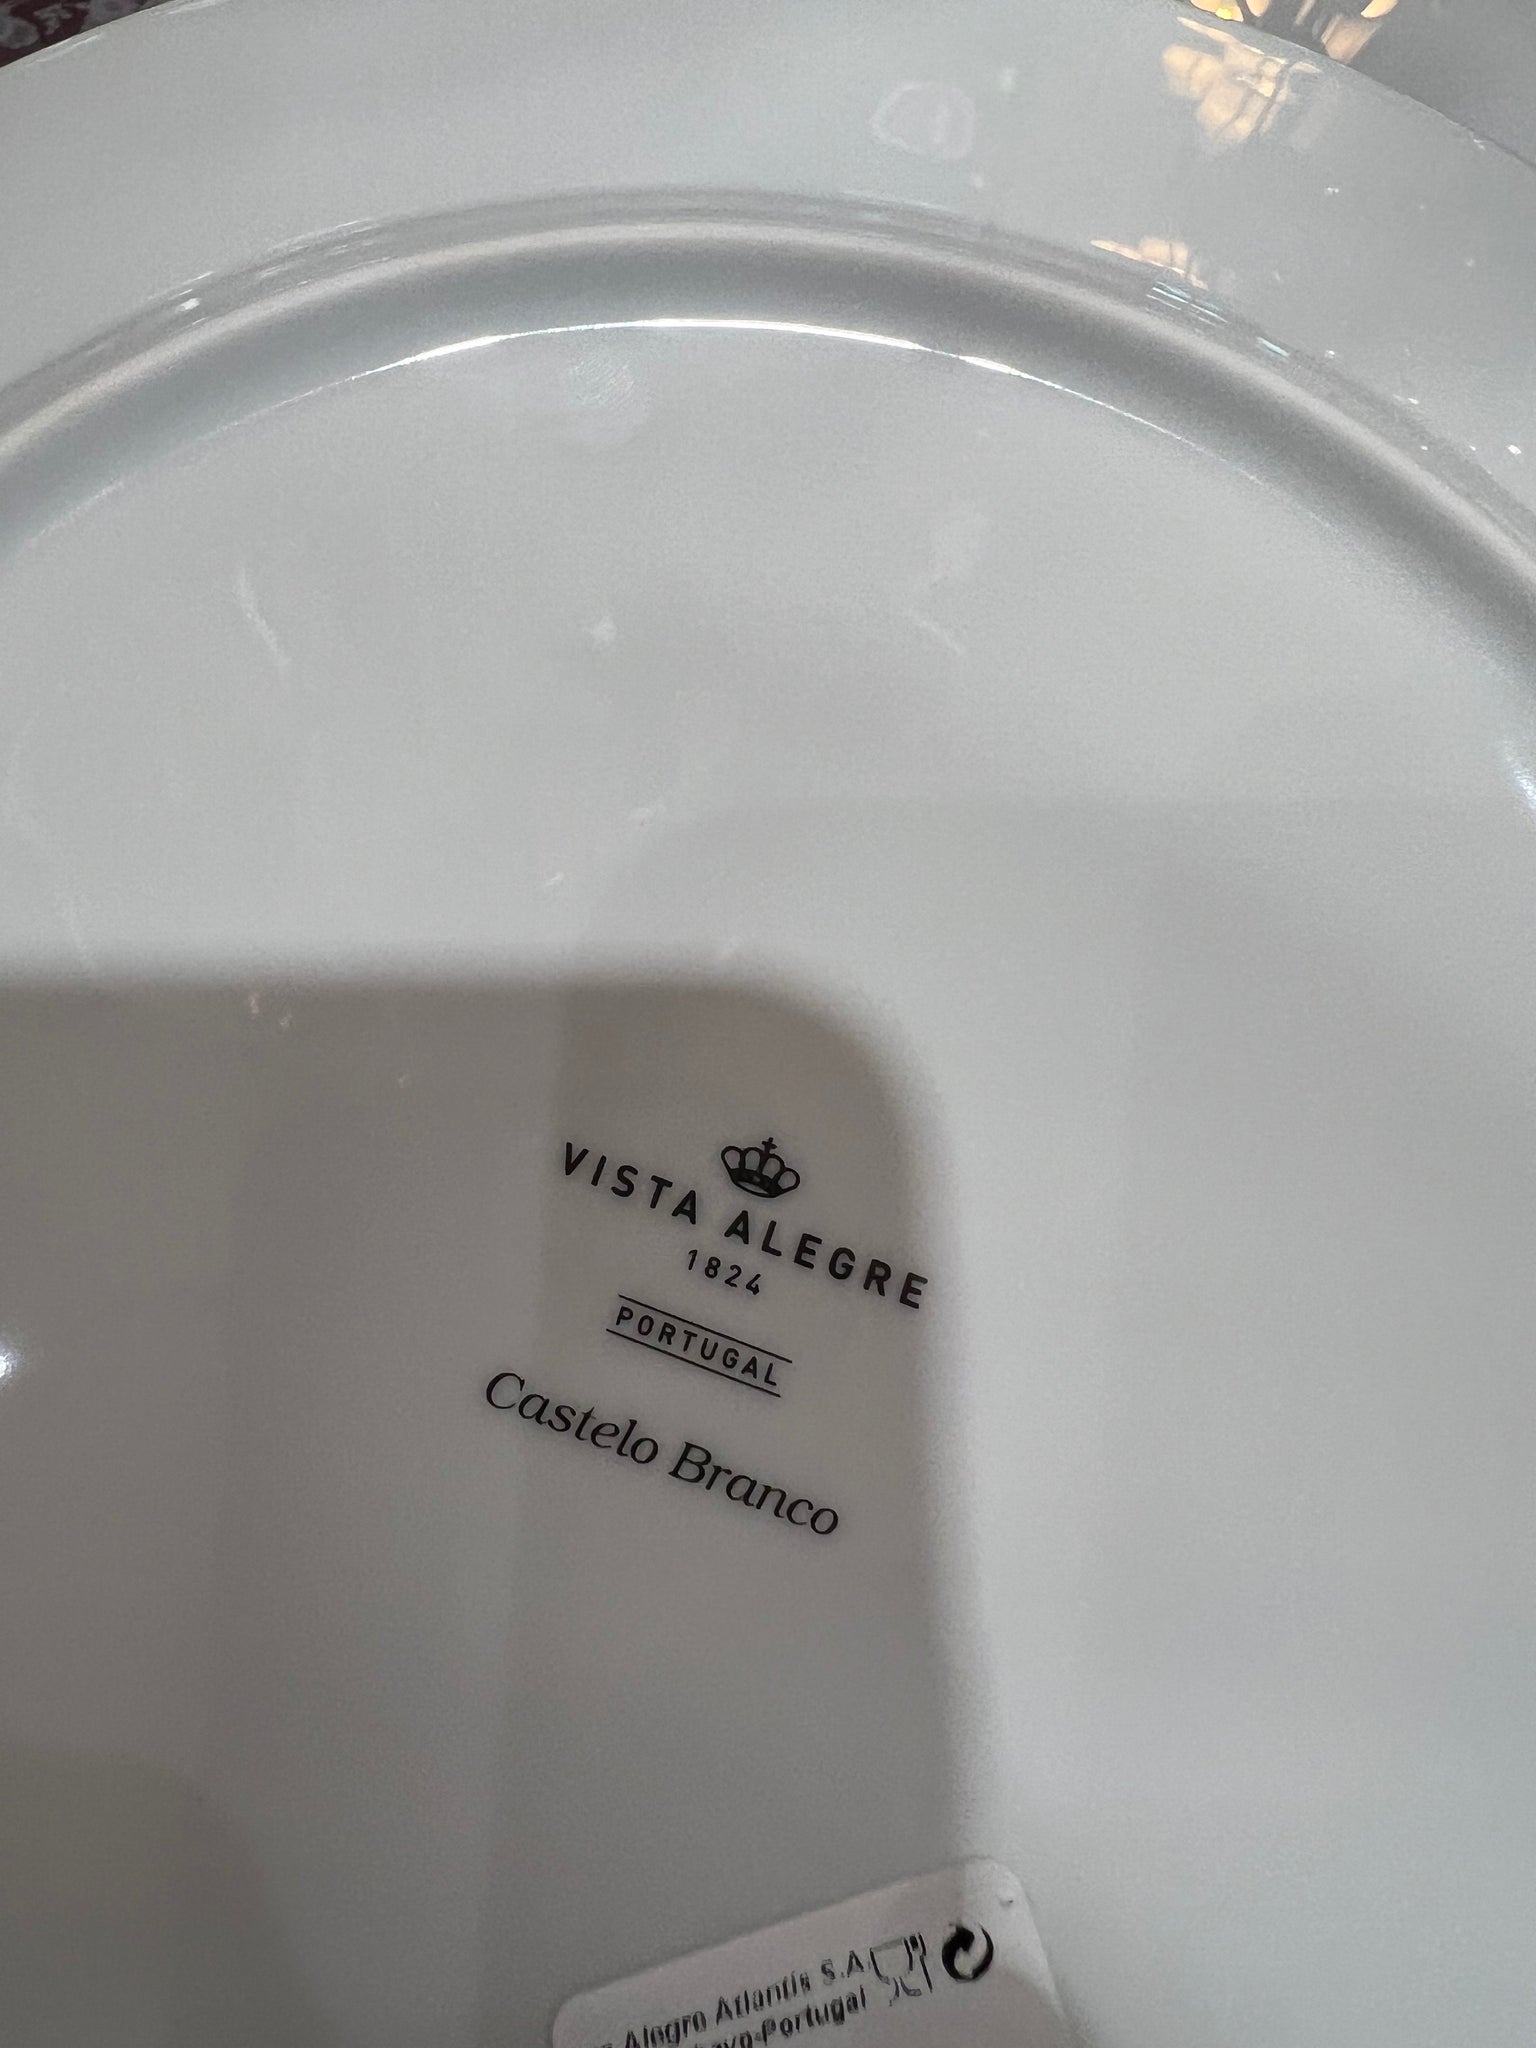 VISTA ALEGRE
1824
PORTUGAL
Castelo Branco
Alegre Atlantis S.A
Portugal